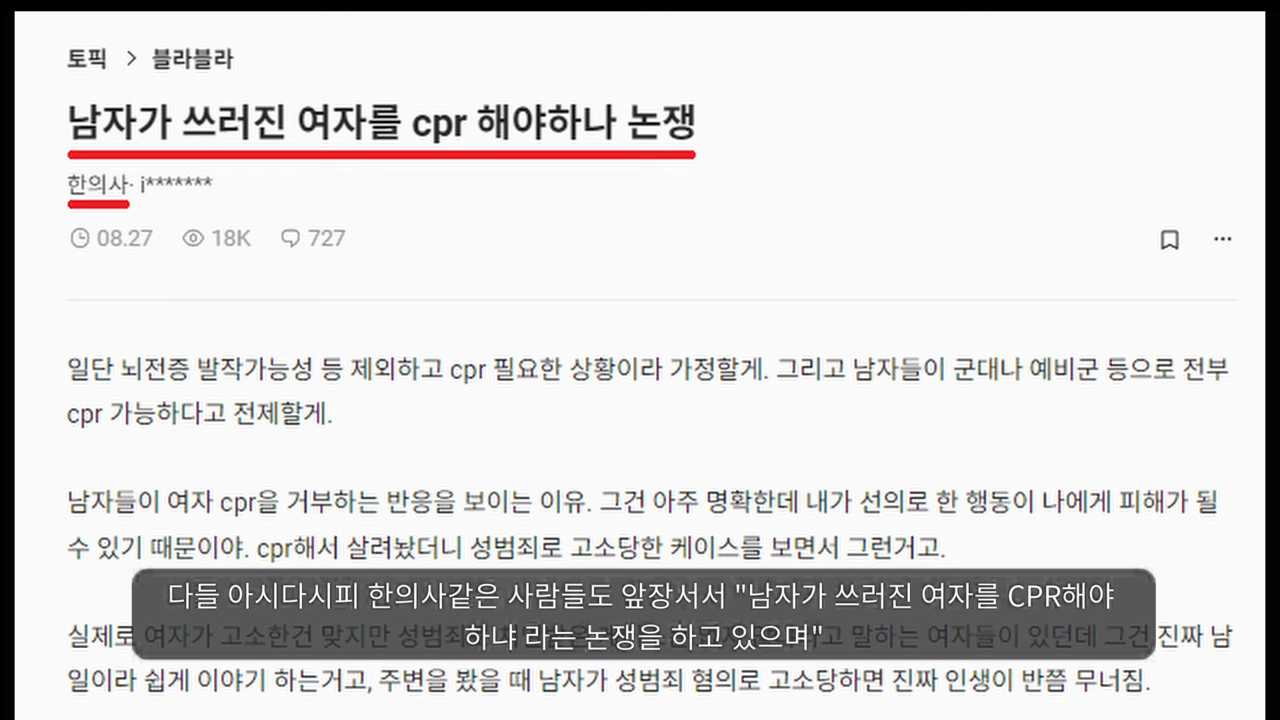 토픽 > 블라블라
남자가 쓰러진 여자를 cpr 해야하나 논쟁
한의사· i*******
08.27 18K 727
일단 뇌전증 발작가능성 등 제외하고 cpr 필요한 상황이라 가정할게. 그리고 남자들이 군대나 예비군 등으로 전부
cpr 가능하다고 전제할게.
남자들이 여자 cpr을 거부하는 반응을 보이는 이유. 그건 아주 명확한데 내가 선의로 한 행동이 나에게 피해가 될
수 있기 때문이야. cpr해서 살려놨더니 성범죄로 고소당한 케이스를 보면서 그런거고.
다들 아시다시피 한의사같은 사람들도 앞장서서 "남자가 쓰러진 여자를 CPR해야
하냐 라는 논쟁을 하고 있으며"
실제로 여자가 고소한건 맞지만 성범죄 말하는 여자들이 있던데 그건 진짜 남
일이라 쉽게 이야기 하는거고, 주변을 봤을 때 남자가 성범죄 혐의로 고소당하면 진짜 인생이 반쯤 무너짐.